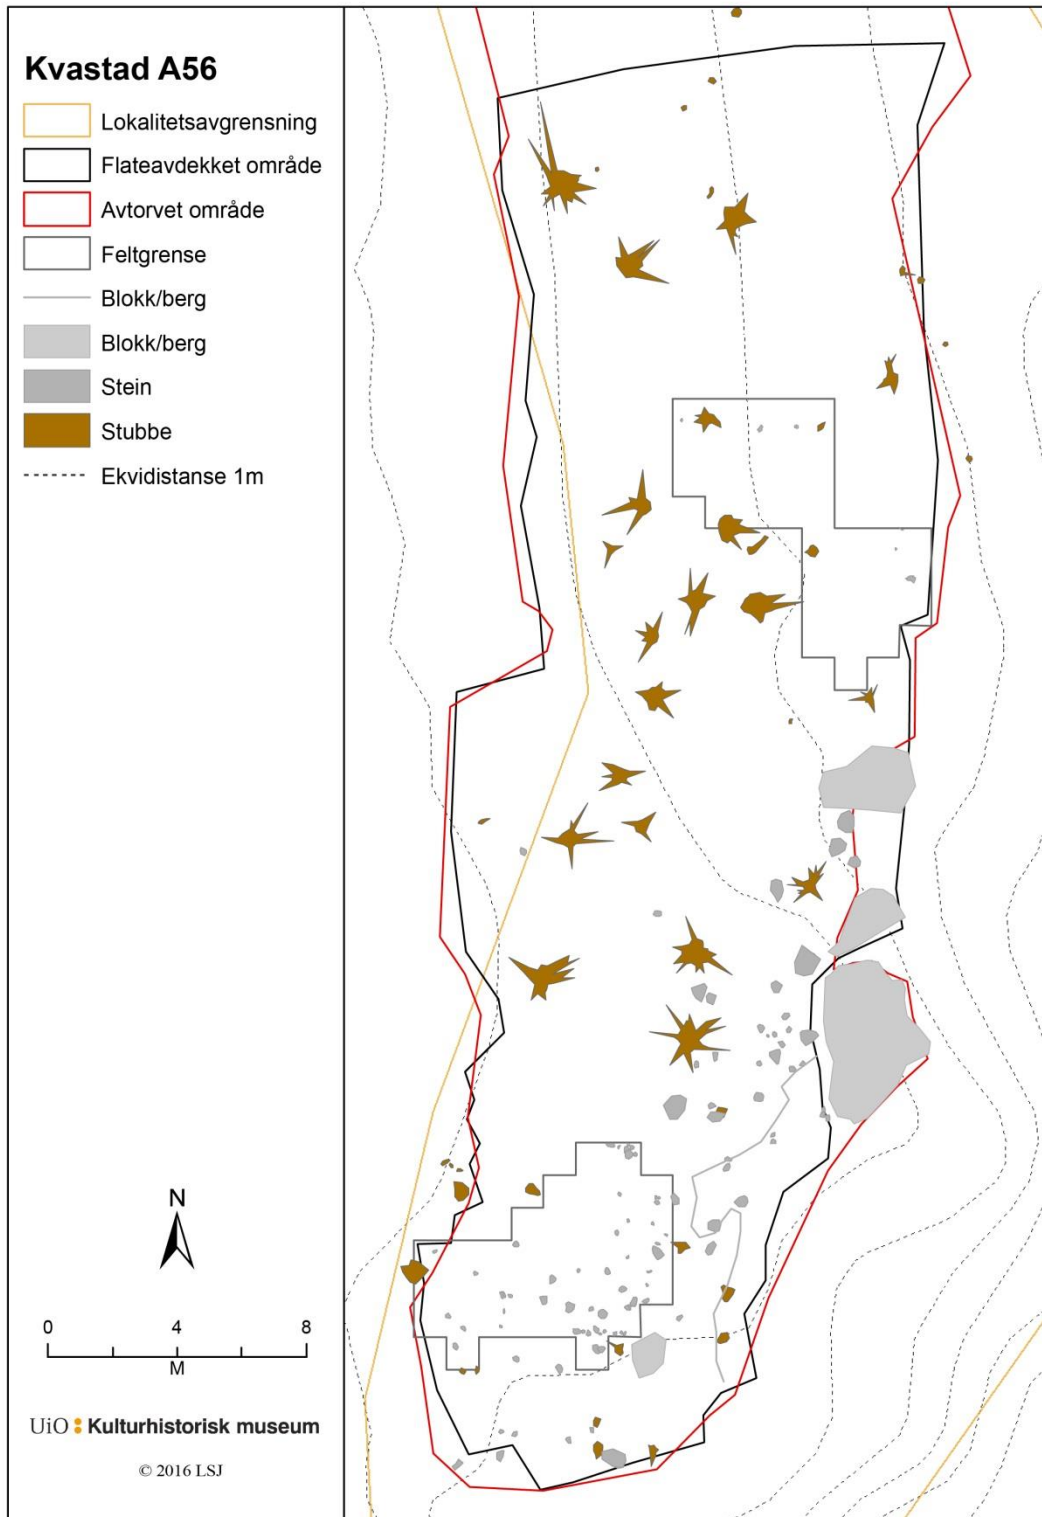 Kvastad A56
Lokalitetsavgrensning
Flateavdekket område
Avtorvet område
Feltgrense
Blokk/berg
Blokk/berg
Stein
Stubbe
Ekvidistanse 1m
N
0 4 8
M
UiO Kulturhistorisk museum
© 2016 LSJ